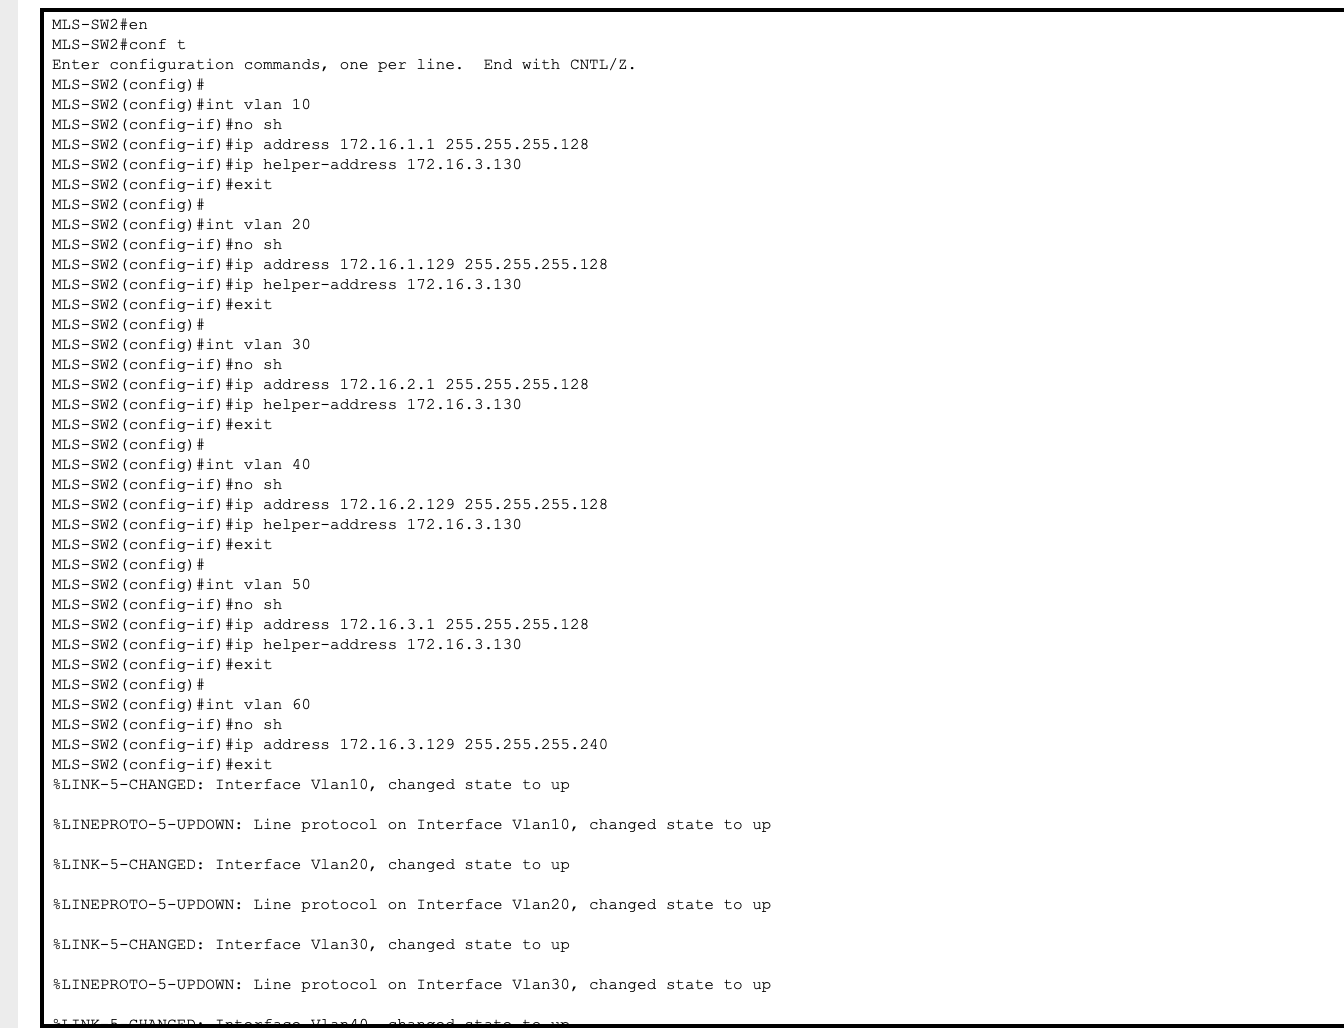 MLS-SW2#en
MLS-SW2#conf t
Enter configuration commands, one per line.  End with CNTL/Z.
MLS-SW2(config)#
MLS-SW2(config)#int vlan 10
MLS-SW2(config-if)#no sh
MLS-SW2(config-if)#ip address 172.16.1.1 255.255.255.128
MLS-SW2(config-if)#ip helper-address 172.16.3.130
MLS-SW2(config-if)#exit
MLS-SW2(config)#
MLS-SW2(config)#int vlan 20
MLS-SW2(config-if)#no sh
MLS-SW2(config-if)#ip address 172.16.1.129 255.255.255.128
MLS-SW2(config-if)#ip helper-address 172.16.3.130
MLS-SW2(config-if)#exit
MLS-SW2(config)#
MLS-SW2(config)#int vlan 30
MLS-SW2(config-if)#no sh
MLS-SW2(config-if)#ip address 172.16.2.1 255.255.255.128
MLS-SW2(config-if)#ip helper-address 172.16.3.130
MLS-SW2(config-if)#exit
MLS-SW2(config)#
MLS-SW2(config)#int vlan 40
MLS-SW2(config-if)#no sh
MLS-SW2(config-if)#ip address 172.16.2.129 255.255.255.128
MLS-SW2(config-if)#ip helper-address 172.16.3.130
MLS-SW2(config-if)#exit
MLS-SW2(config)#
MLS-SW2(config)#int vlan 50
MLS-SW2(config-if)#no sh
MLS-SW2(config-if)#ip address 172.16.3.1 255.255.255.128
MLS-SW2(config-if)#ip helper-address 172.16.3.130
MLS-SW2(config-if)#exit
MLS-SW2(config)#
MLS-SW2(config)#int vlan 60
MLS-SW2(config-if)#no sh
MLS-SW2(config-if)#ip address 172.16.3.129 255.255.255.240
MLS-SW2(config-if)#exit
%LINK-5-CHANGED: Interface Vlan10, changed state to up
%LINEPROTO-5-UPDOWN: Line protocol on Interface Vlan10, changed state to up
%LINK-5-CHANGED: Interface Vlan20, changed state to up
%LINEPROTO-5-UPDOWN: Line protocol on Interface Vlan20, changed state to up
%LINK-5-CHANGED: Interface Vlan30, changed state to up
%LINEPROTO-5-UPDOWN: Line protocol on Interface Vlan30, changed state to up
%LINK-5-CHANGED: Interface Vlan40, changed state to up